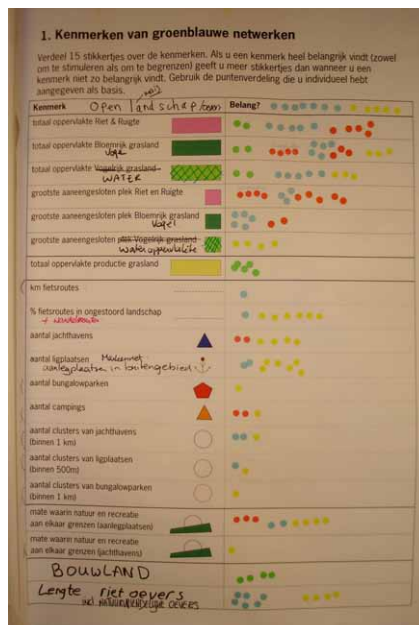 1. Kenmerken van groenblauwe netwerken
Verdeel 15 stikkertjes over de kenmerken. Als u een kenmerk heel belangrijk vindt (zowel
om te stimuleren als om te begrenzen) geeft u meer stikkertjes dan wanneer u een
kenmerk niet zo belangrijk vindt. Gebruik de puntenverdeling die u individueel hebt
aangegeven als basis.
Kenmerk Open landschap Belang?
totaal oppervlakte Riet & Ruigte
totaal oppervlakte Bloemrijk grasland
Vogel
totaal oppervlakte Vogelrijk grasland
WATER
grootste aaneengesloten plek Riet en Ruigte
grootste aaneengesloten plek Bloemrijk grasland
Vogel
grootste aaneengesloten plek Vogelrijk grasland
Wateroppervlakte
totaal oppervlakte productie grasland
km fietsroutes
% fietsroutes in ongestoord landschap
aantal jachthavens
aantal ligplaatsen
aanlegplaatsen in buitengebied
aantal bungalowparken
aantal campings
aantal clusters van jachthavens
(binnen 1 km)
aantal clusters van ligplaatsen
(binnen 500m)
aantal clusters van bungalowparken
(binnen 1 km)
mate waarin natuur en recreatie
aan elkaar grenzen (aanlegplaatsen)
mate waarin natuur en recreatie
aan elkaar grenzen (jachthavens)
BOUWLAND
Lengte riet oevers
incl natuurvriendelijke oevers